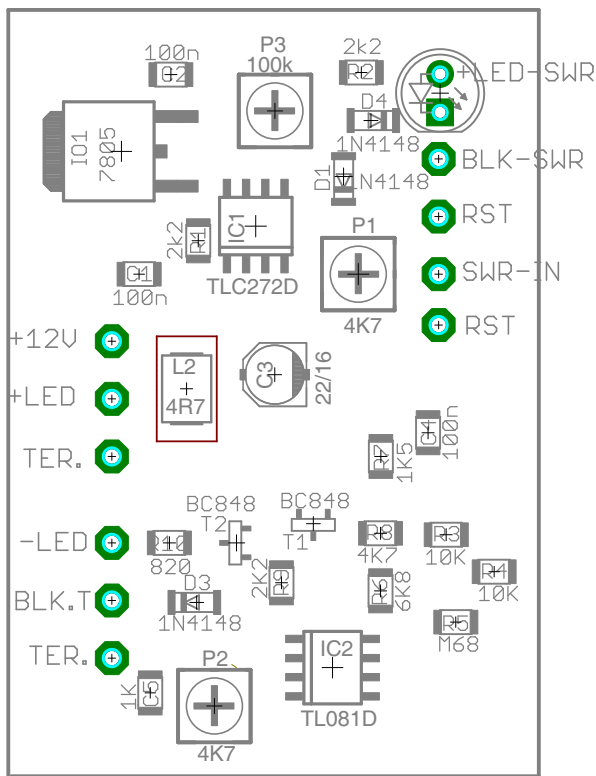 100n
C2
P3
100k
2k2
R2
+LED-SWR
D4
1N4148
IO1
7805
D1
1N4148
BLK-SWR
R1
2k2
IC1
TLC272D
P1
4K7
RST
C1
100n
SWR-IN
RST
+12V
L2
4R7
C3
22/16
+LED
TER.
C4
100n
R7
1K5
BC848
T2
BC848
T1
-LED
R10
820
R8
4K7
R3
10K
R9
2K2
R6
6K8
R4
10K
BLK.T
D3
1N4148
R5
M68
TER.
C5
1K
P2
4K7
IC2
TL081D